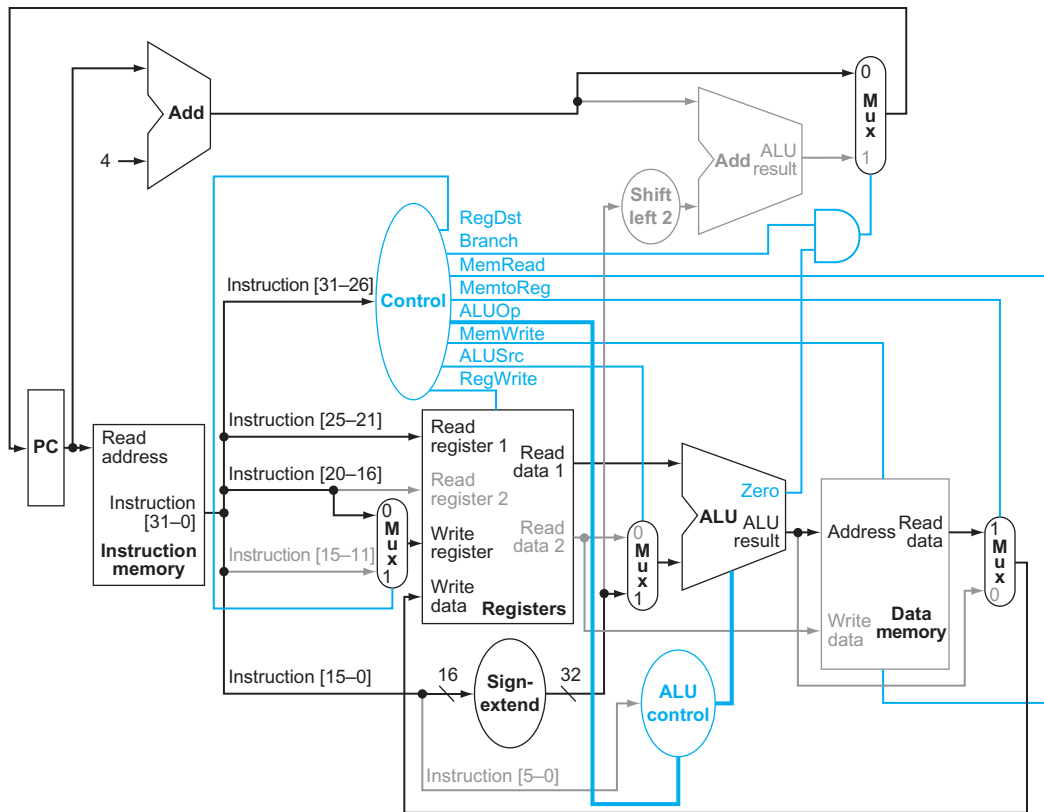 Add
4
Add
ALU
result
0
Mux
1
Shift
left 2
RegDst
Branch
MemRead
MemtoReg
ALUOp
MemWrite
ALUSrc
RegWrite
Control
Instruction [31–26]
Instruction [25–21]
Instruction [20–16]
Instruction [15–11]
Instruction [15–0]
Instruction [5–0]
PC
Read
address
Instruction
[31–0]
Instruction
memory
0
Mux
1
Read
register 1
Read
register 2
Write
register
Write
data
Read
data 1
Read
data 2
Registers
16
Sign-
extend
32
0
Mux
1
Zero
ALU
ALU
result
ALU
control
Address
Read
data
Write
data
Data
memory
1
Mux
0